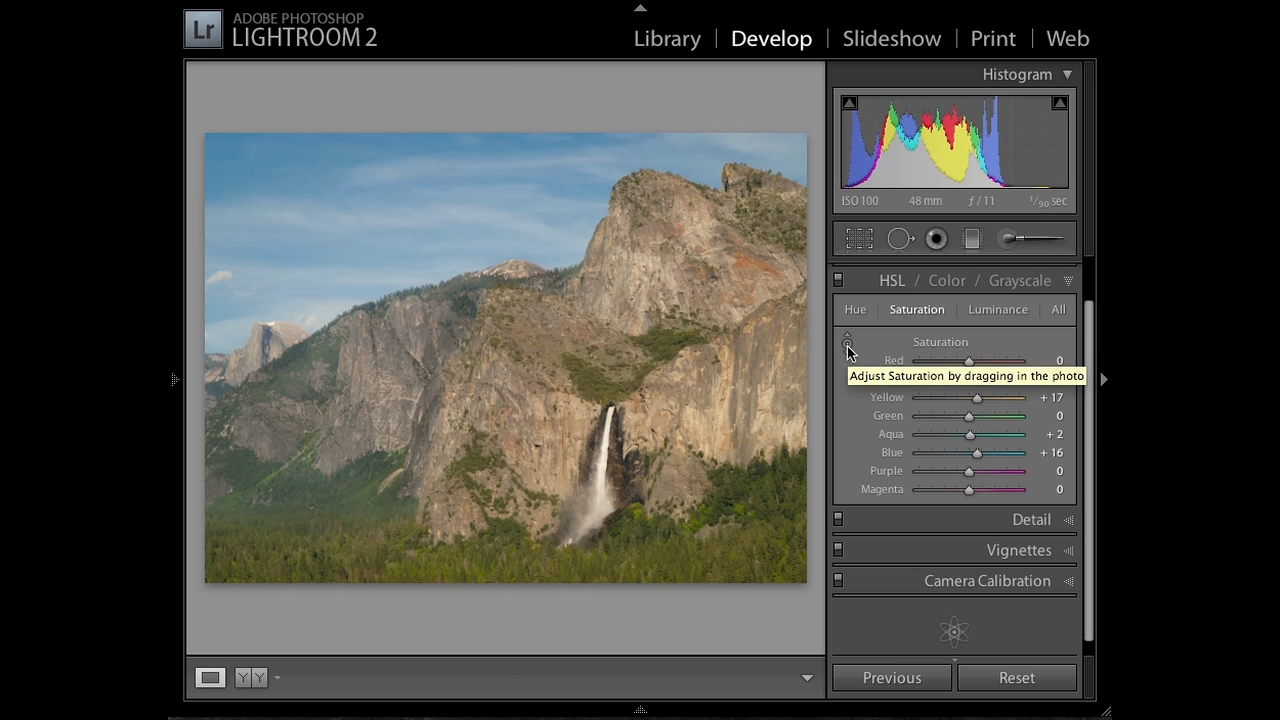 Lr
ADOBE PHOTOSHOP
LIGHTROOM 2
Library | Develop | Slideshow | Print | Web
Histogram
ISO 100 48 mm ƒ / 11 1/90 sec
HSL / Color / Grayscale
Hue | Saturation | Luminance | All
Saturation
Red 0
Adjust Saturation by dragging in the photo
Yellow + 17
Green 0
Aqua + 2
Blue + 16
Purple 0
Magenta 0
Detail
Vignettes
Camera Calibration
Y Y
Previous
Reset